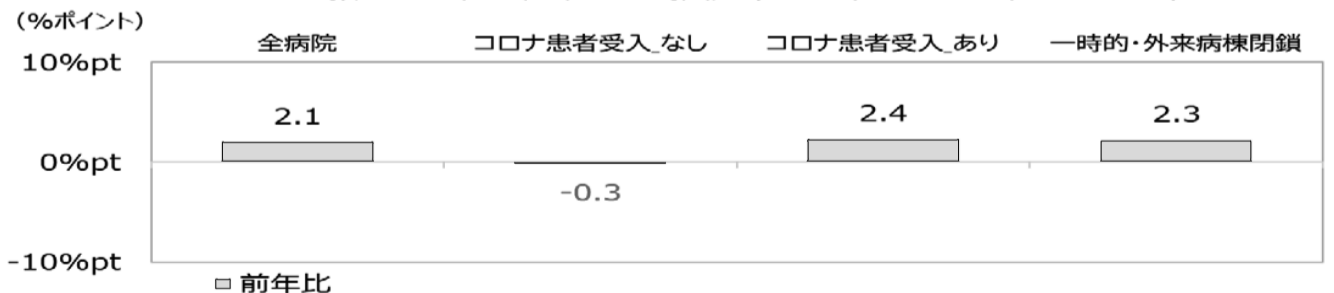 (%ポイント)
全病院 コロナ患者受入_なし コロナ患者受入_あり 一時的・外来病棟閉鎖
10%pt
2.1 2.4 2.3
0%pt
-0.3
-10%pt
前年比